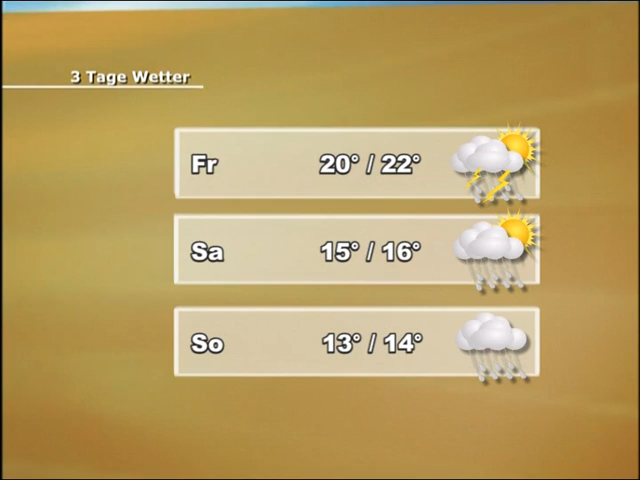 3 Tage Wetter
Fr 20° / 22°
Sa 15° / 16°
So 13° / 14°